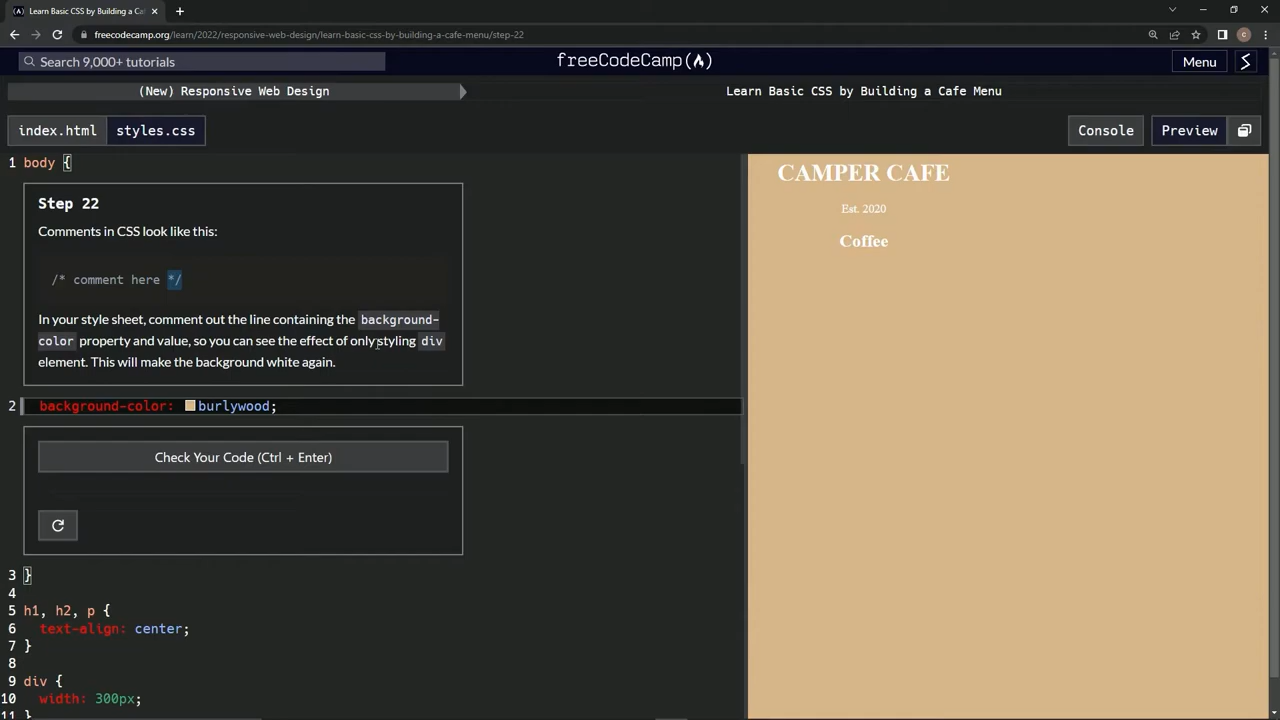 Learn Basic CSS by Building a Caf
freecodecamp.org/learn/2022/responsive-web-design/learn-basic-css-by-building-a-cafe-menu/step-22
C
Search 9,000+ tutorials
freeCodeCamp
Menu
(New) Responsive Web Design
Learn Basic CSS by Building a Cafe Menu
index.html
styles.css
Console
Preview
1 body {
Step 22
Comments in CSS look like this:
/* comment here */
In your style sheet, comment out the line containing the background-
color property and value, so you can see the effect of only styling div
element. This will make the background white again.
2 background-color: burlywood;
Check Your Code (Ctrl + Enter)
3 }
4
5 h1, h2, p {
6 text-align: center;
7 }
8
9 div {
10 width: 300px;
11 }
CAMPER CAFE
Est. 2020
Coffee